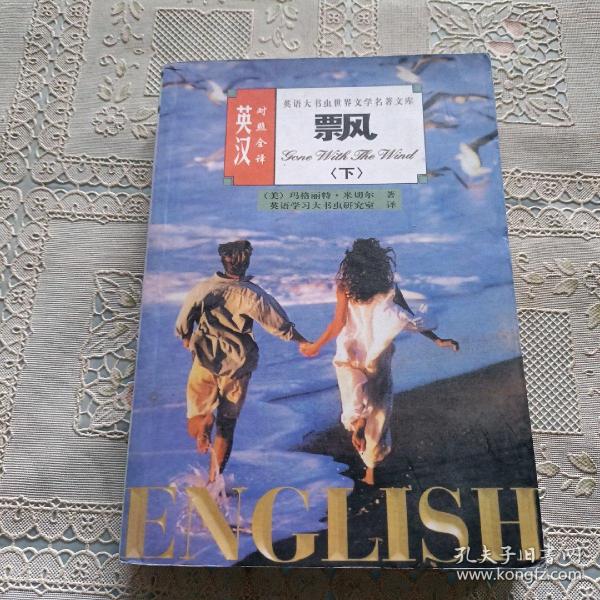 英语大书虫世界文学名著文库
英汉
对照全译
飘
Gone With The Wind
〈下〉
〔美〕玛格丽特·米切尔 著
英语学习大书虫研究室 译
ENGLISH
孔夫子旧书网
www.kongfz.com